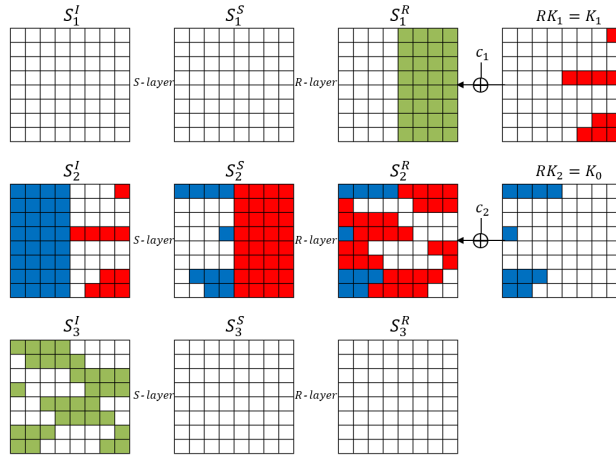 S_1^I S_1^S S_1^R RK_1 = K_1
c_1
S-layer R-layer
S_2^I S_2^S S_2^R RK_2 = K_0
c_2
S-layer R-layer
S_3^I S_3^S S_3^R
S-layer R-layer